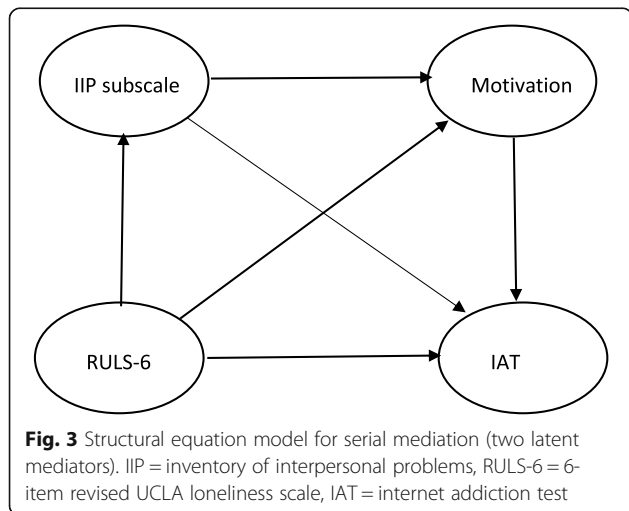 IIP subscale
Motivation
RULS-6
IAT
Fig. 3 Structural equation model for serial mediation (two latent
mediators). IIP = inventory of interpersonal problems, RULS-6 = 6-
item revised UCLA loneliness scale, IAT = internet addiction test